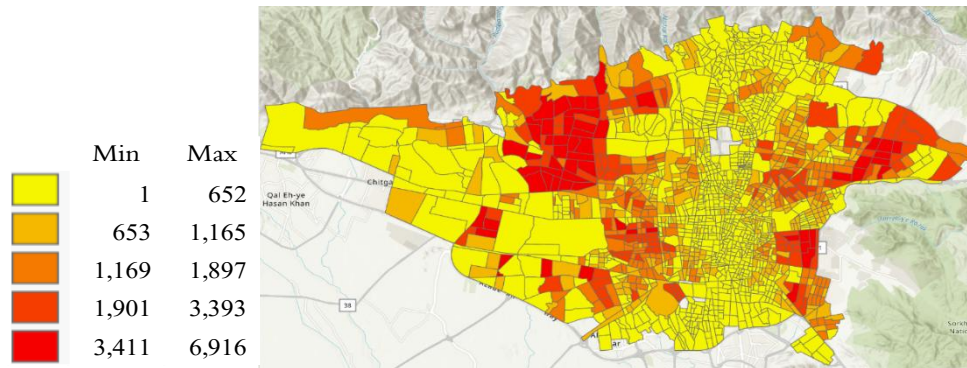 Min Max
1 652
653 1,165
1,169 1,897
1,901 3,393
3,411 6,916
Chitga
Qal Eh-ye
Hasan Khan
38